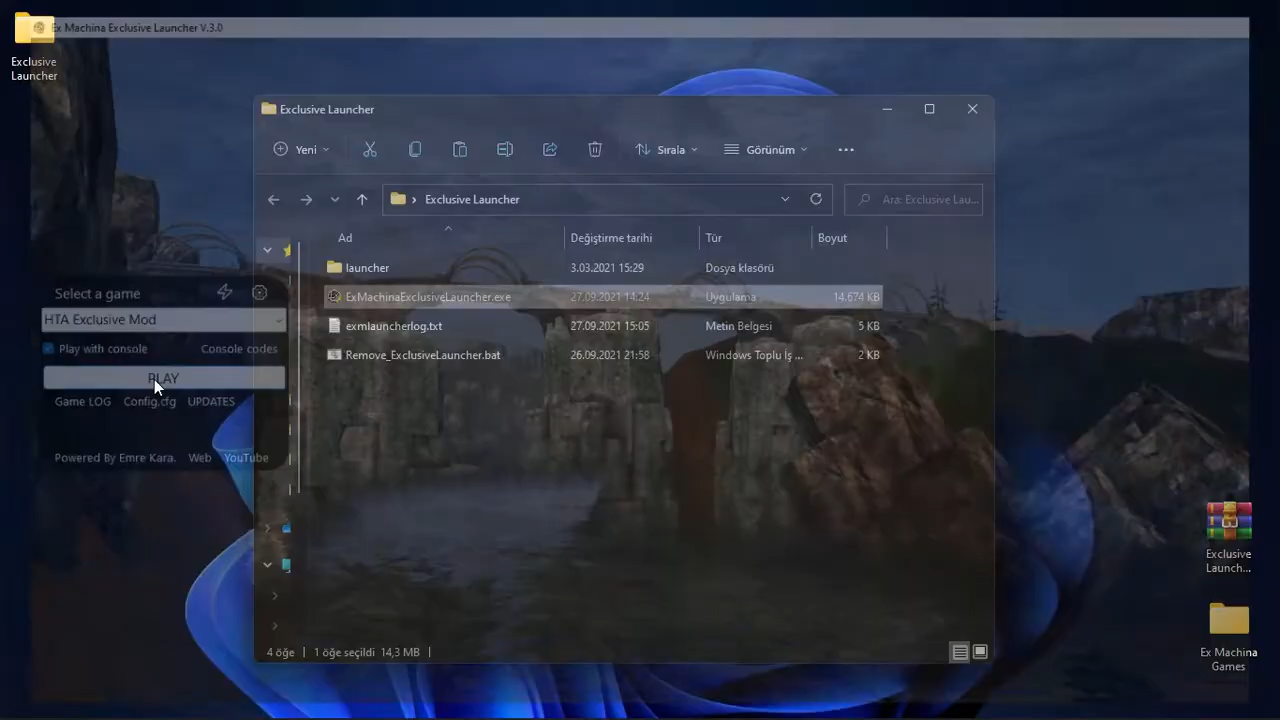 Ex Machina Exclusive Launcher V.3.0
Exclusive
Launcher
Exclusive Launcher
Yeni
Sırala
Görünüm
Exclusive Launcher
Ara: Exclusive Lau...
Ad
Değiştirme tarihi
Tür
Boyut
launcher
3.03.2021 15:29
Dosya klasörü
ExMachinaExclusiveLauncher.exe
27.09.2021 14:24
Uygulama
14.674 KB
exmlauncherlog.txt
27.09.2021 15:05
Metin Belgesi
5 KB
Remove_ExclusiveLauncher.bat
26.09.2021 21:58
Windows Toplu İş ...
2 KB
Select a game
HTA Exclusive Mod
Play with console
Console codes
PLAY
Game LOG
Config.cfg
UPDATES
Powered By Emre Kara.
Web
YouTube
4 öğe
1 öğe seçildi 14,3 MB
Exclusive
Launch...
Ex Machina
Games